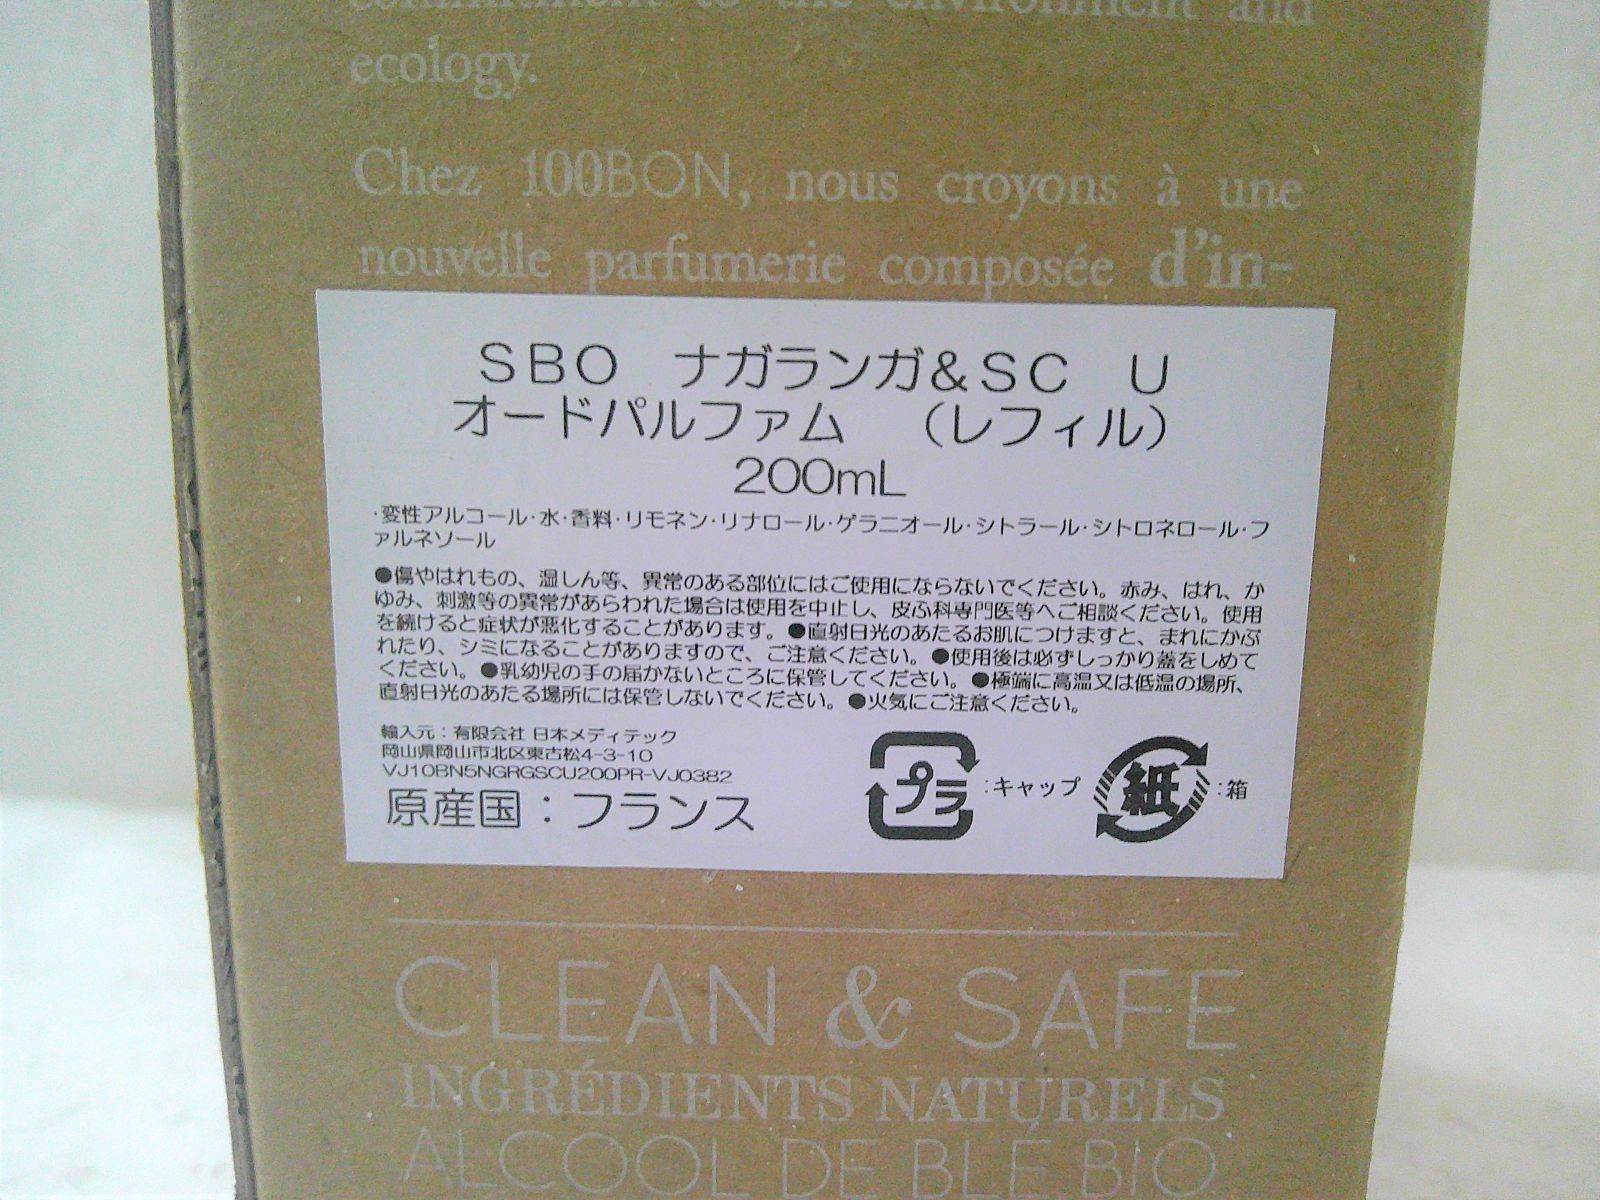 commitment to the environment and
ecology.
Chez 100BON, nous croyons à une
nouvelle parfumerie composée d'in-
SBO ナガランガ&SC U
オードパルファム （レフィル）
200mL
・変性アルコール・水・香料・リモネン・リナロール・ゲラニオール・シトラール・シトロネロール・フ
ァルネソール
●傷やはれもの、湿しん等、異常のある部位にはご使用にならないでください。赤み、はれ、か
ゆみ、刺激等の異常があらわれた場合は使用を中止し、皮ふ科専門医等へご相談ください。使用
を続けると症状が悪化することがあります。●直射日光のあたるお肌につけますと、まれにかぶ
れたり、シミになることがありますので、ご注意ください。●使用後は必ずしっかり蓋をしめて
ください。●乳幼児の手の届かないところに保管してください。●極端に高温又は低温の場所、
直射日光のあたる場所には保管しないでください。●火気にご注意ください。
輸入元：有限会社 日本メディテック
岡山県岡山市北区東古松4-3-10
VJ10BN5NGRGSCU200PR-VJ0382
原産国：フランス
プラ :キャップ 紙 :箱
CLEAN & SAFE
INGRÉDIENTS NATURELS
ALCOOL DE BLÉ BIO